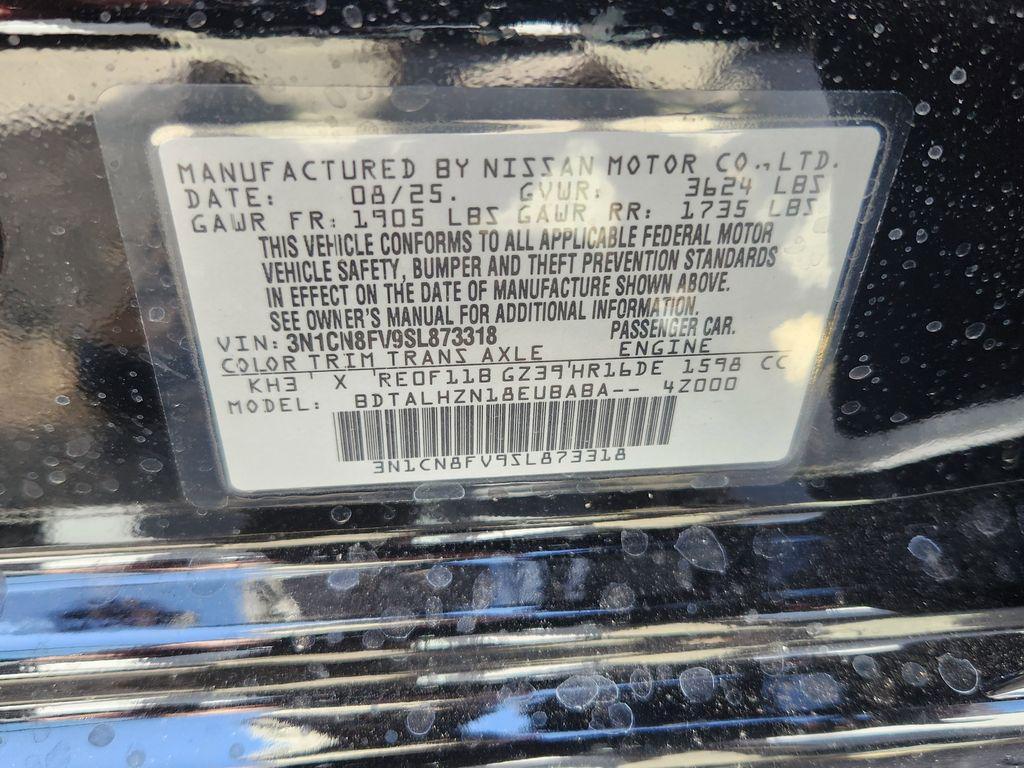 MANUFACTURED BY NISSAN MOTOR CO., LTD.
DATE: 08/25. GVWR: 3624 LBS
GAWR FR: 1905 LBS GAWR RR: 1735 LBS
THIS VEHICLE CONFORMS TO ALL APPLICABLE FEDERAL MOTOR
VEHICLE SAFETY, BUMPER AND THEFT PREVENTION STANDARDS
IN EFFECT ON THE DATE OF MANUFACTURE SHOWN ABOVE.
SEE OWNER'S MANUAL FOR ADDITIONAL INFORMATION.
VIN: 3N1CN8FV9SL873318 PASSENGER CAR.
COLOR TRIM TRANS AXLE ENGINE
KH3 X RE0F11B GZ39 HR16DE 1598 CC
MODEL: BDTALHZN18EUBABA-- 4Z000
3N1CN8FV9SL873318